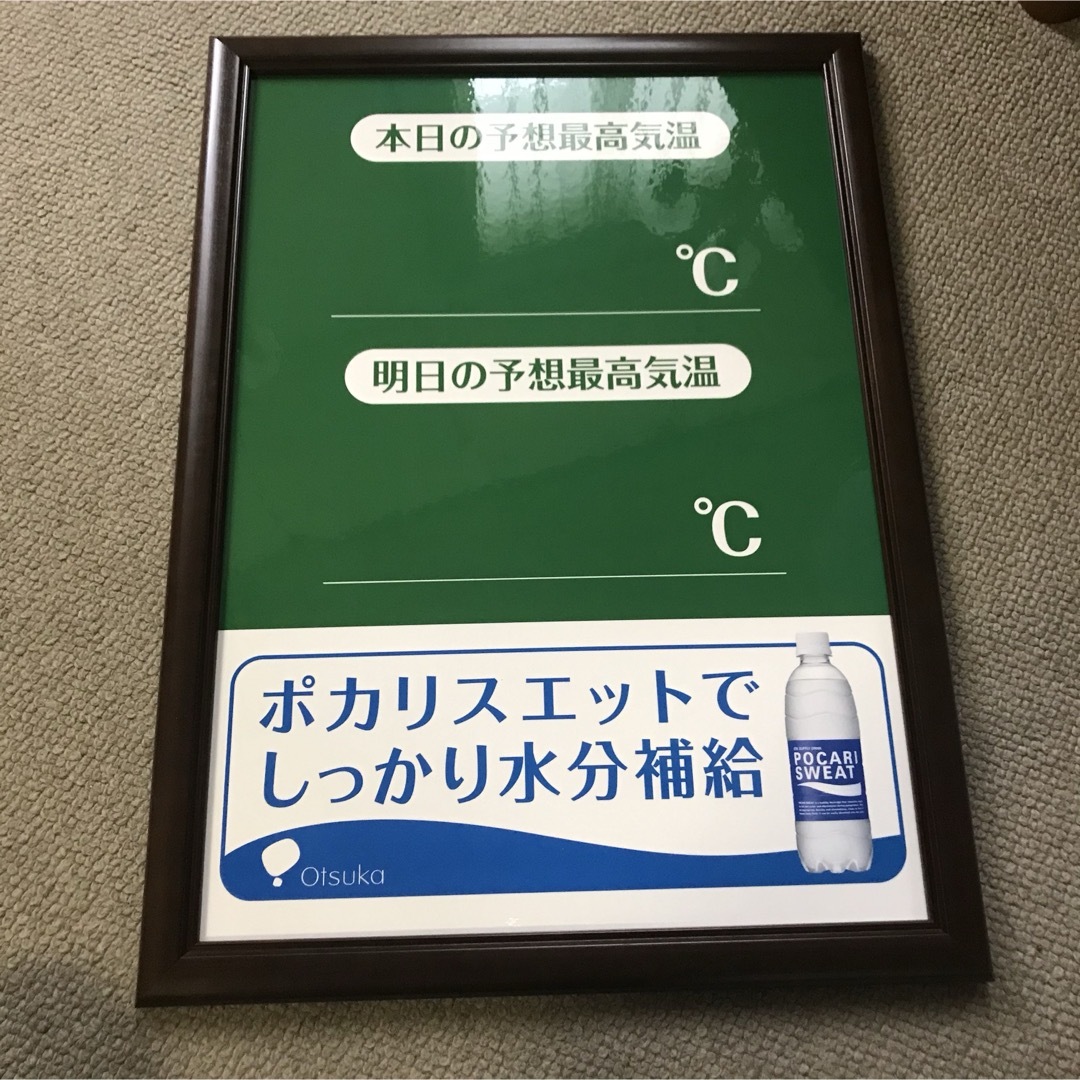 本日の予想最高気温
℃
明日の予想最高気温
℃
ポカリスエットで
しっかり水分補給
POCARI
SWEAT
Otsuka